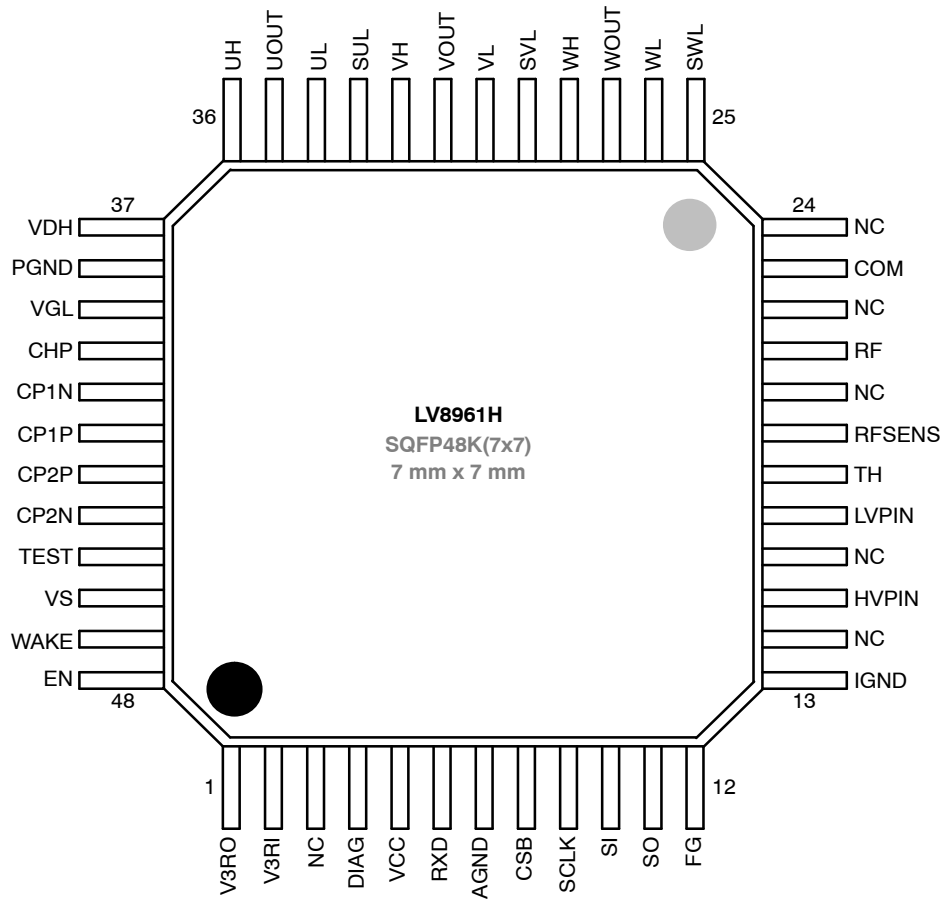 UH
UOUT
UL
SUL
VH
VOUT
VL
SVL
WH
WOUT
WL
SWL
36
25
37
24
VDH
NC
PGND
COM
VGL
NC
CHP
RF
CP1N
NC
CP1P
RFSENS
CP2P
TH
CP2N
LVPIN
TEST
NC
VS
HVPIN
WAKE
NC
EN
IGND
48
13
LV8961H
SQFP48K(7x7)
7 mm x 7 mm
1
12
V3RO
V3RI
NC
DIAG
VCC
RXD
AGND
CSB
SCLK
SI
SO
FG